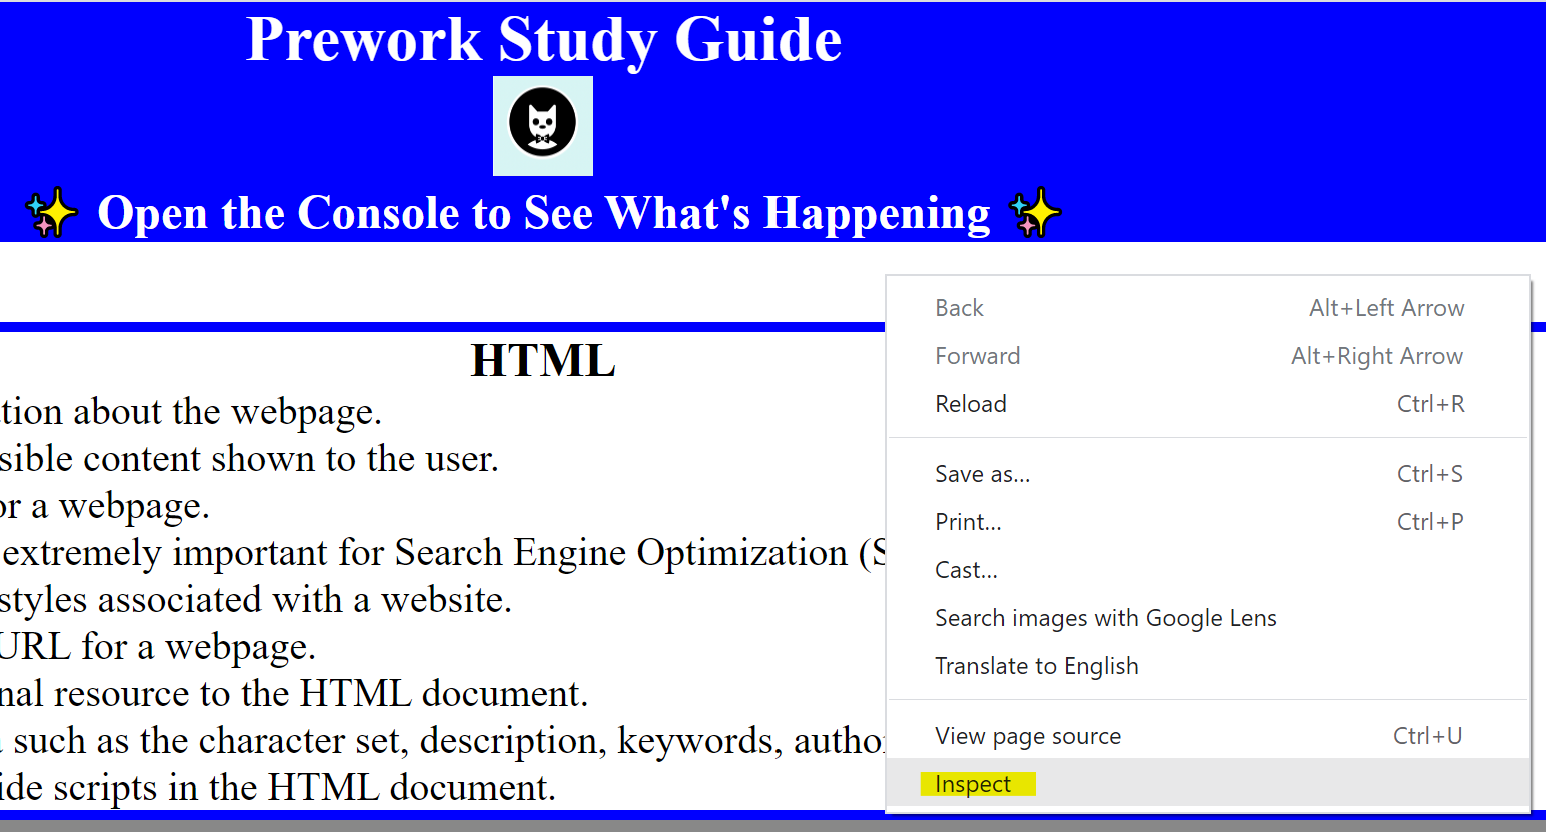 Prework Study Guide
✨ Open the Console to See What's Happening ✨
HTML
tion about the webpage.
sible content shown to the user.
or a webpage.
extremely important for Search Engine Optimization (S
styles associated with a website.
URL for a webpage.
nal resource to the HTML document.
such as the character set, description, keywords, autho
ide scripts in the HTML document.
Back Alt+Left Arrow
Forward Alt+Right Arrow
Reload Ctrl+R
Save as... Ctrl+S
Print... Ctrl+P
Cast...
Search images with Google Lens
Translate to English
View page source Ctrl+U
Inspect